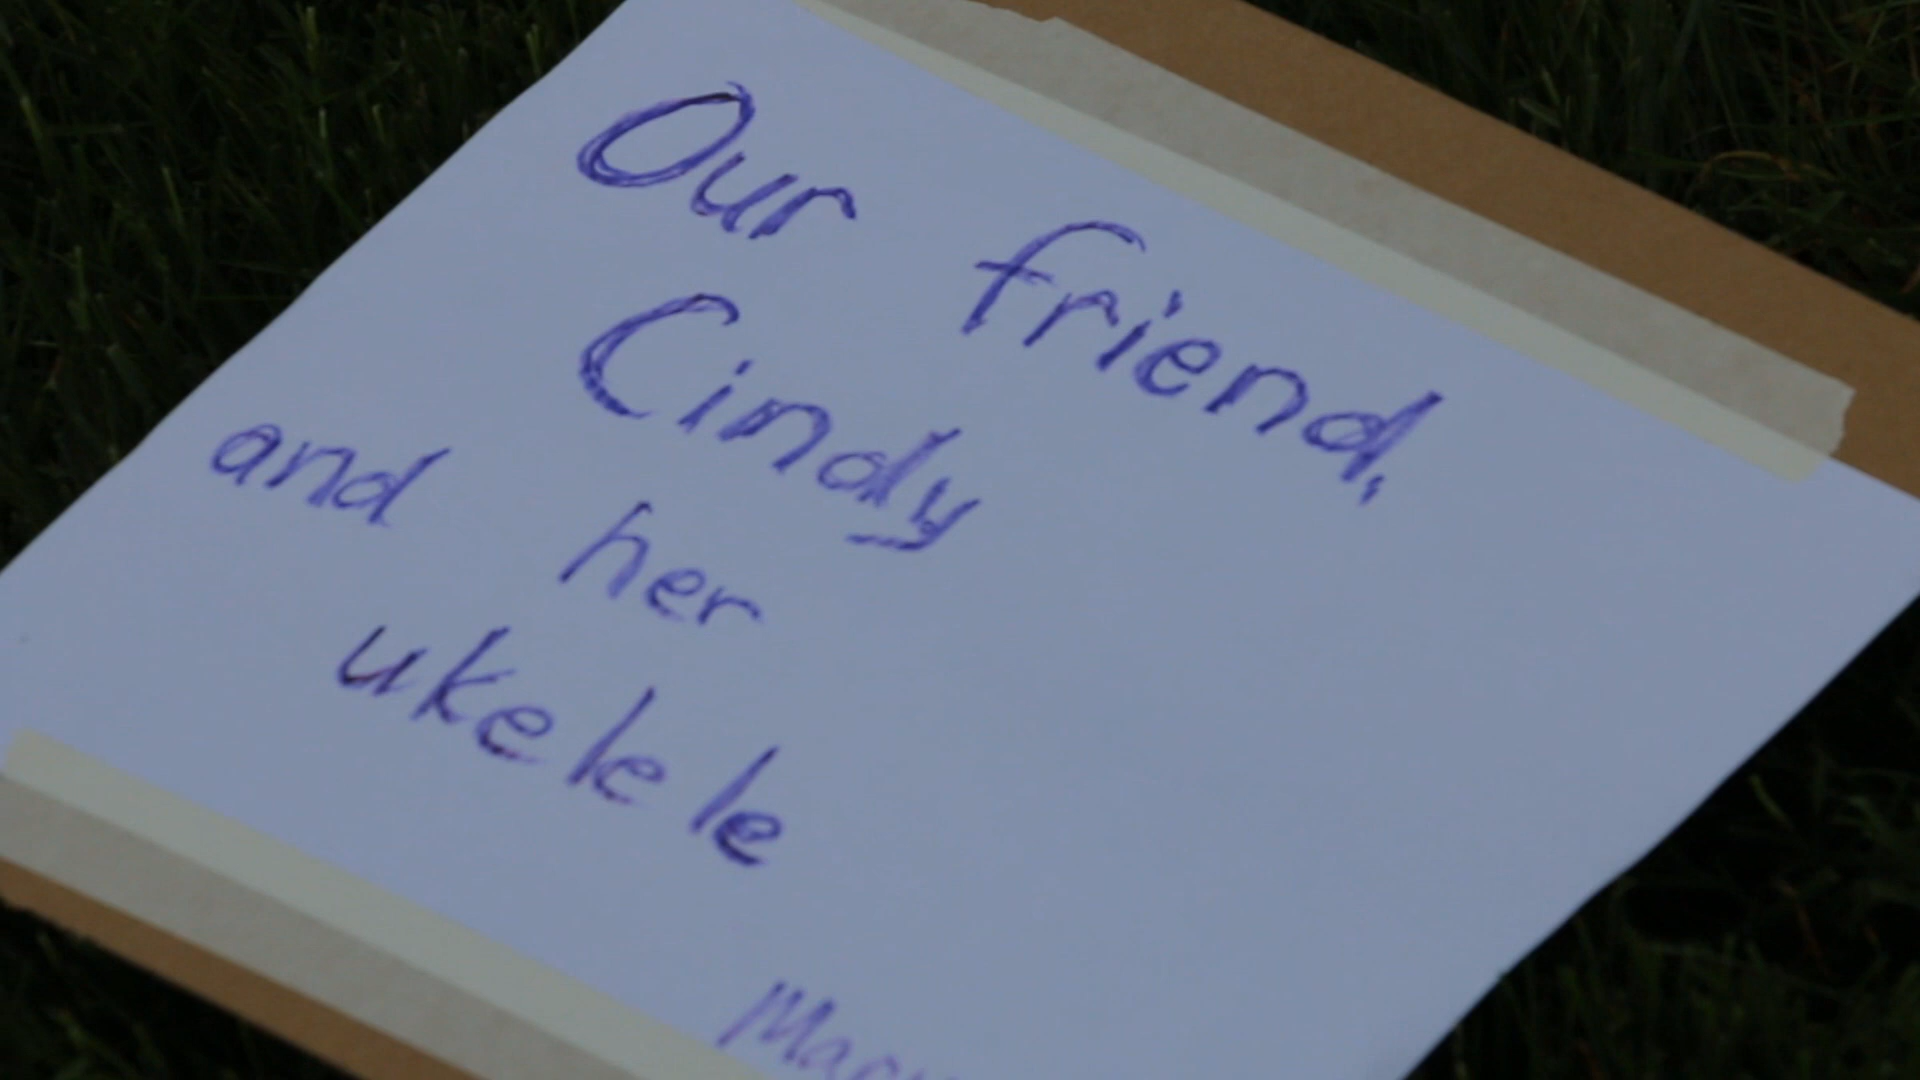 Our friend,
Cindy
and her
ukelele